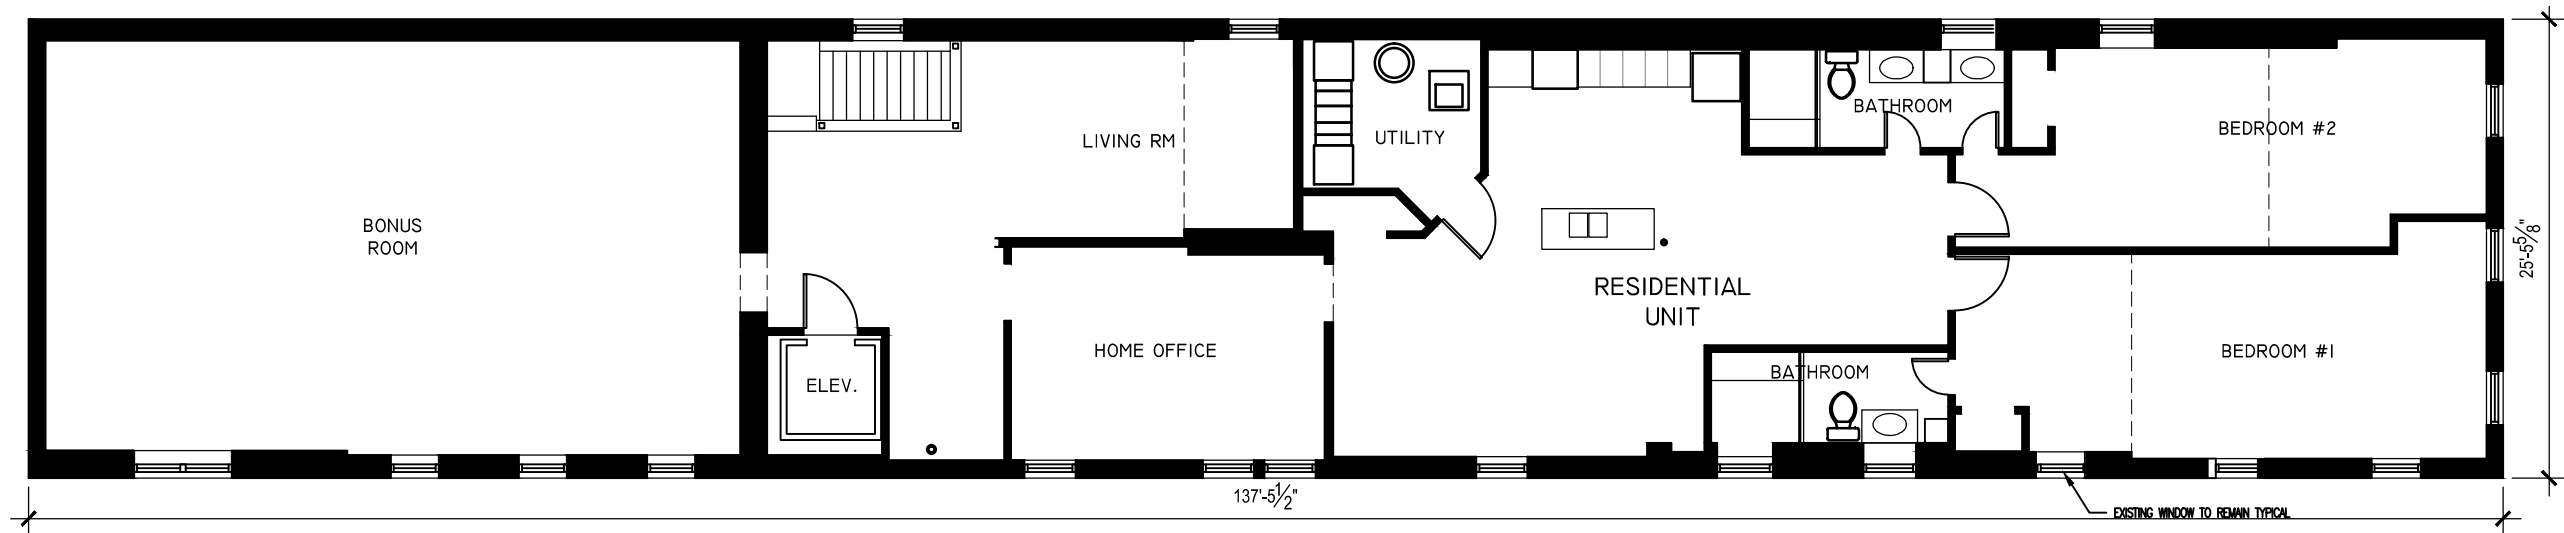 BONUS
ROOM
LIVING RM
UTILITY
BATHROOM
BEDROOM #2
RESIDENTIAL
UNIT
HOME OFFICE
ELEV.
BATHROOM
BEDROOM #1
25'-5 5/8"
137'-5 1/2"
EXISTING WINDOW TO REMAIN TYPICAL